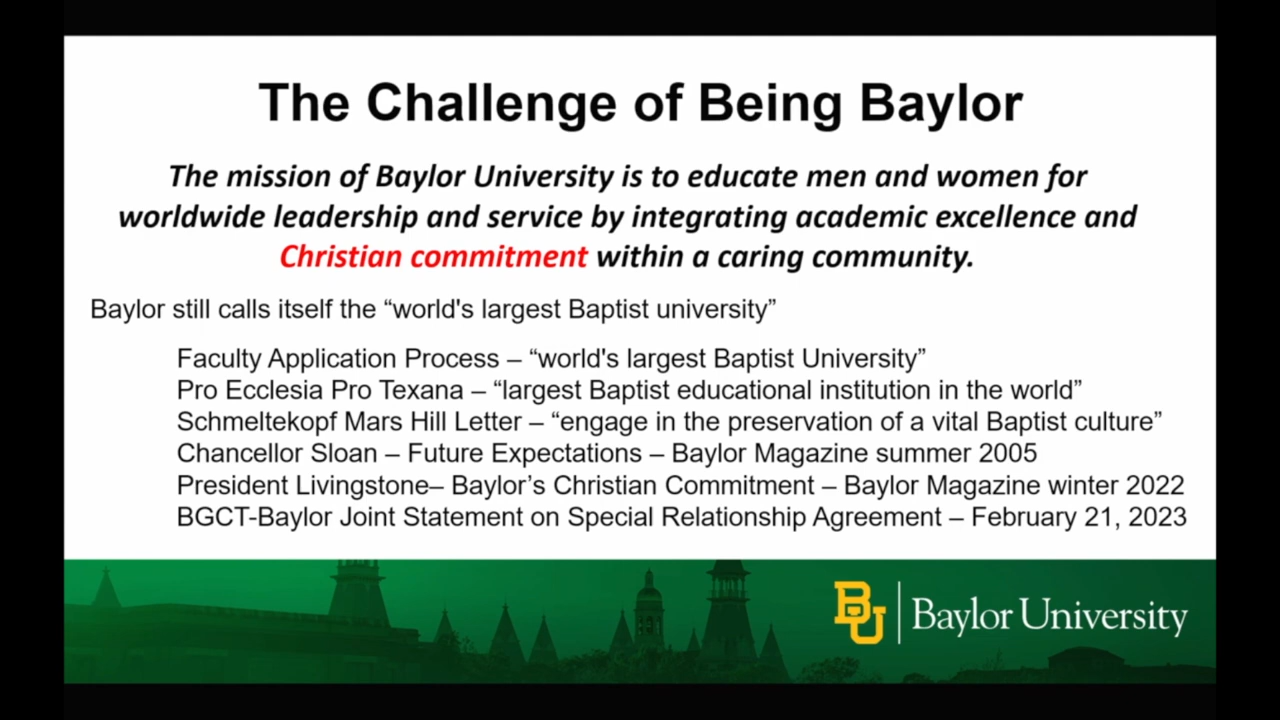 The Challenge of Being Baylor
The mission of Baylor University is to educate men and women for
worldwide leadership and service by integrating academic excellence and
Christian commitment within a caring community.
Baylor still calls itself the “world's largest Baptist university”
Faculty Application Process – “world's largest Baptist University”
Pro Ecclesia Pro Texana – “largest Baptist educational institution in the world”
Schmeltekopf Mars Hill Letter – “engage in the preservation of a vital Baptist culture”
Chancellor Sloan – Future Expectations – Baylor Magazine summer 2005
President Livingstone– Baylor’s Christian Commitment – Baylor Magazine winter 2022
BGCT-Baylor Joint Statement on Special Relationship Agreement – February 21, 2023
BU Baylor University